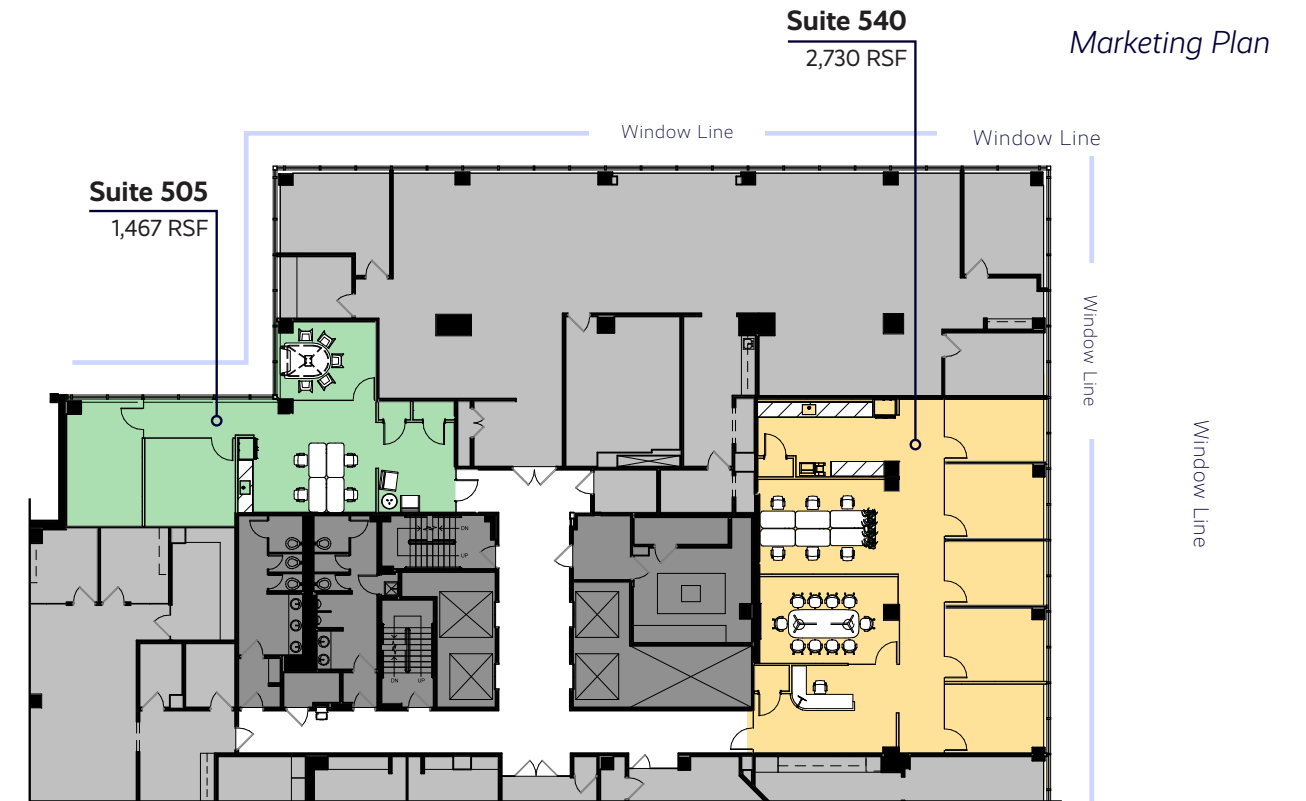 Suite 540
2,730 RSF
Marketing Plan
Window Line
Window Line
Suite 505
1,467 RSF
Window Line
Window Line
DN
UP
DN
UP